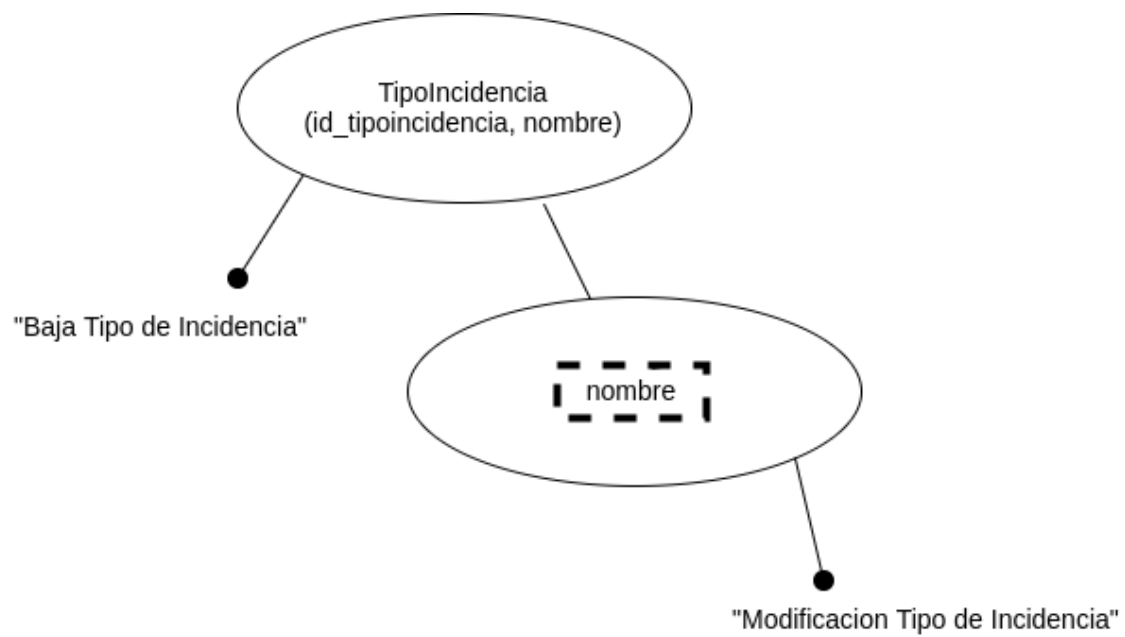 TipoIncidencia
(id_tipoincidencia, nombre)
"Baja Tipo de Incidencia"
nombre
"Modificacion Tipo de Incidencia"